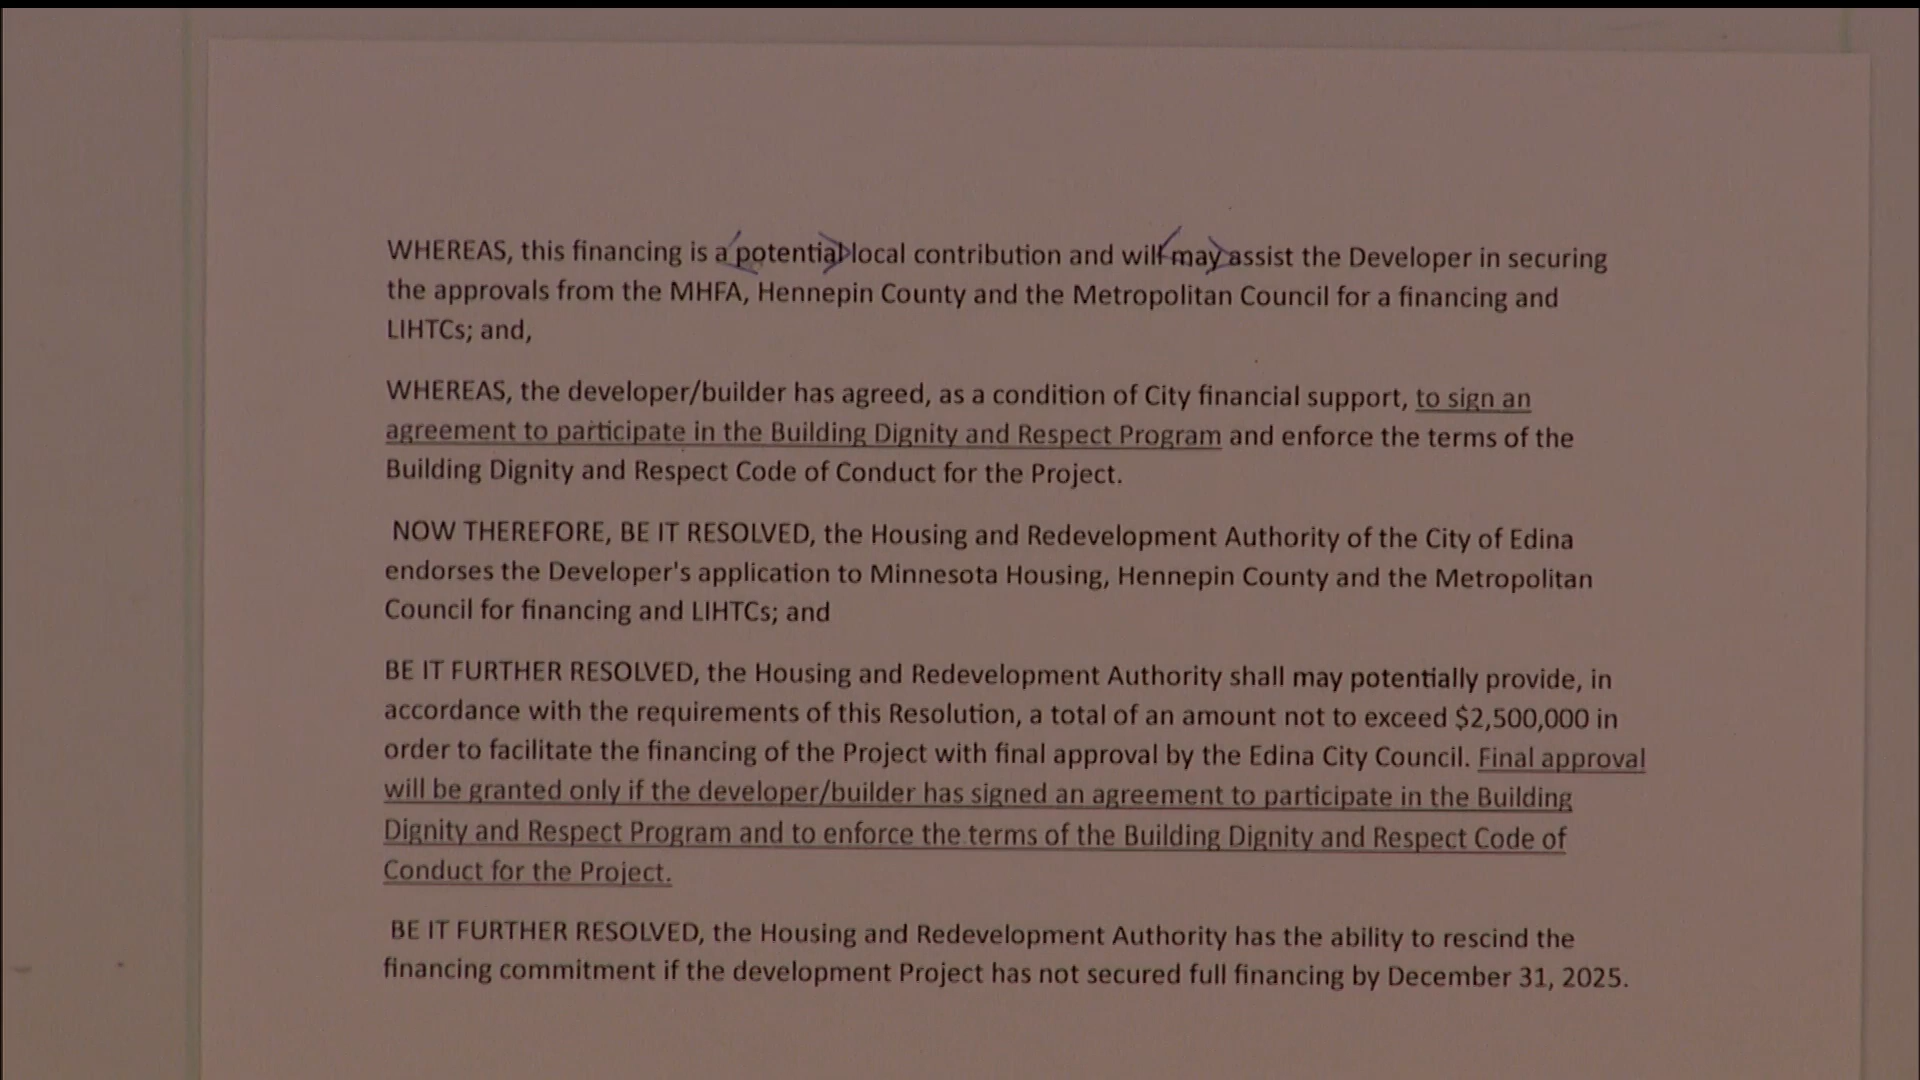 WHEREAS, this financing is a potential local contribution and will may assist the Developer in securing
the approvals from the MHFA, Hennepin County and the Metropolitan Council for a financing and
LIHTCs; and,
WHEREAS, the developer/builder has agreed, as a condition of City financial support, to sign an
agreement to participate in the Building Dignity and Respect Program and enforce the terms of the
Building Dignity and Respect Code of Conduct for the Project.
NOW THEREFORE, BE IT RESOLVED, the Housing and Redevelopment Authority of the City of Edina
endorses the Developer's application to Minnesota Housing, Hennepin County and the Metropolitan
Council for financing and LIHTCs; and
BE IT FURTHER RESOLVED, the Housing and Redevelopment Authority shall may potentially provide, in
accordance with the requirements of this Resolution, a total of an amount not to exceed $2,500,000 in
order to facilitate the financing of the Project with final approval by the Edina City Council. Final approval
will be granted only if the developer/builder has signed an agreement to participate in the Building
Dignity and Respect Program and to enforce the terms of the Building Dignity and Respect Code of
Conduct for the Project.
BE IT FURTHER RESOLVED, the Housing and Redevelopment Authority has the ability to rescind the
financing commitment if the development Project has not secured full financing by December 31, 2025.